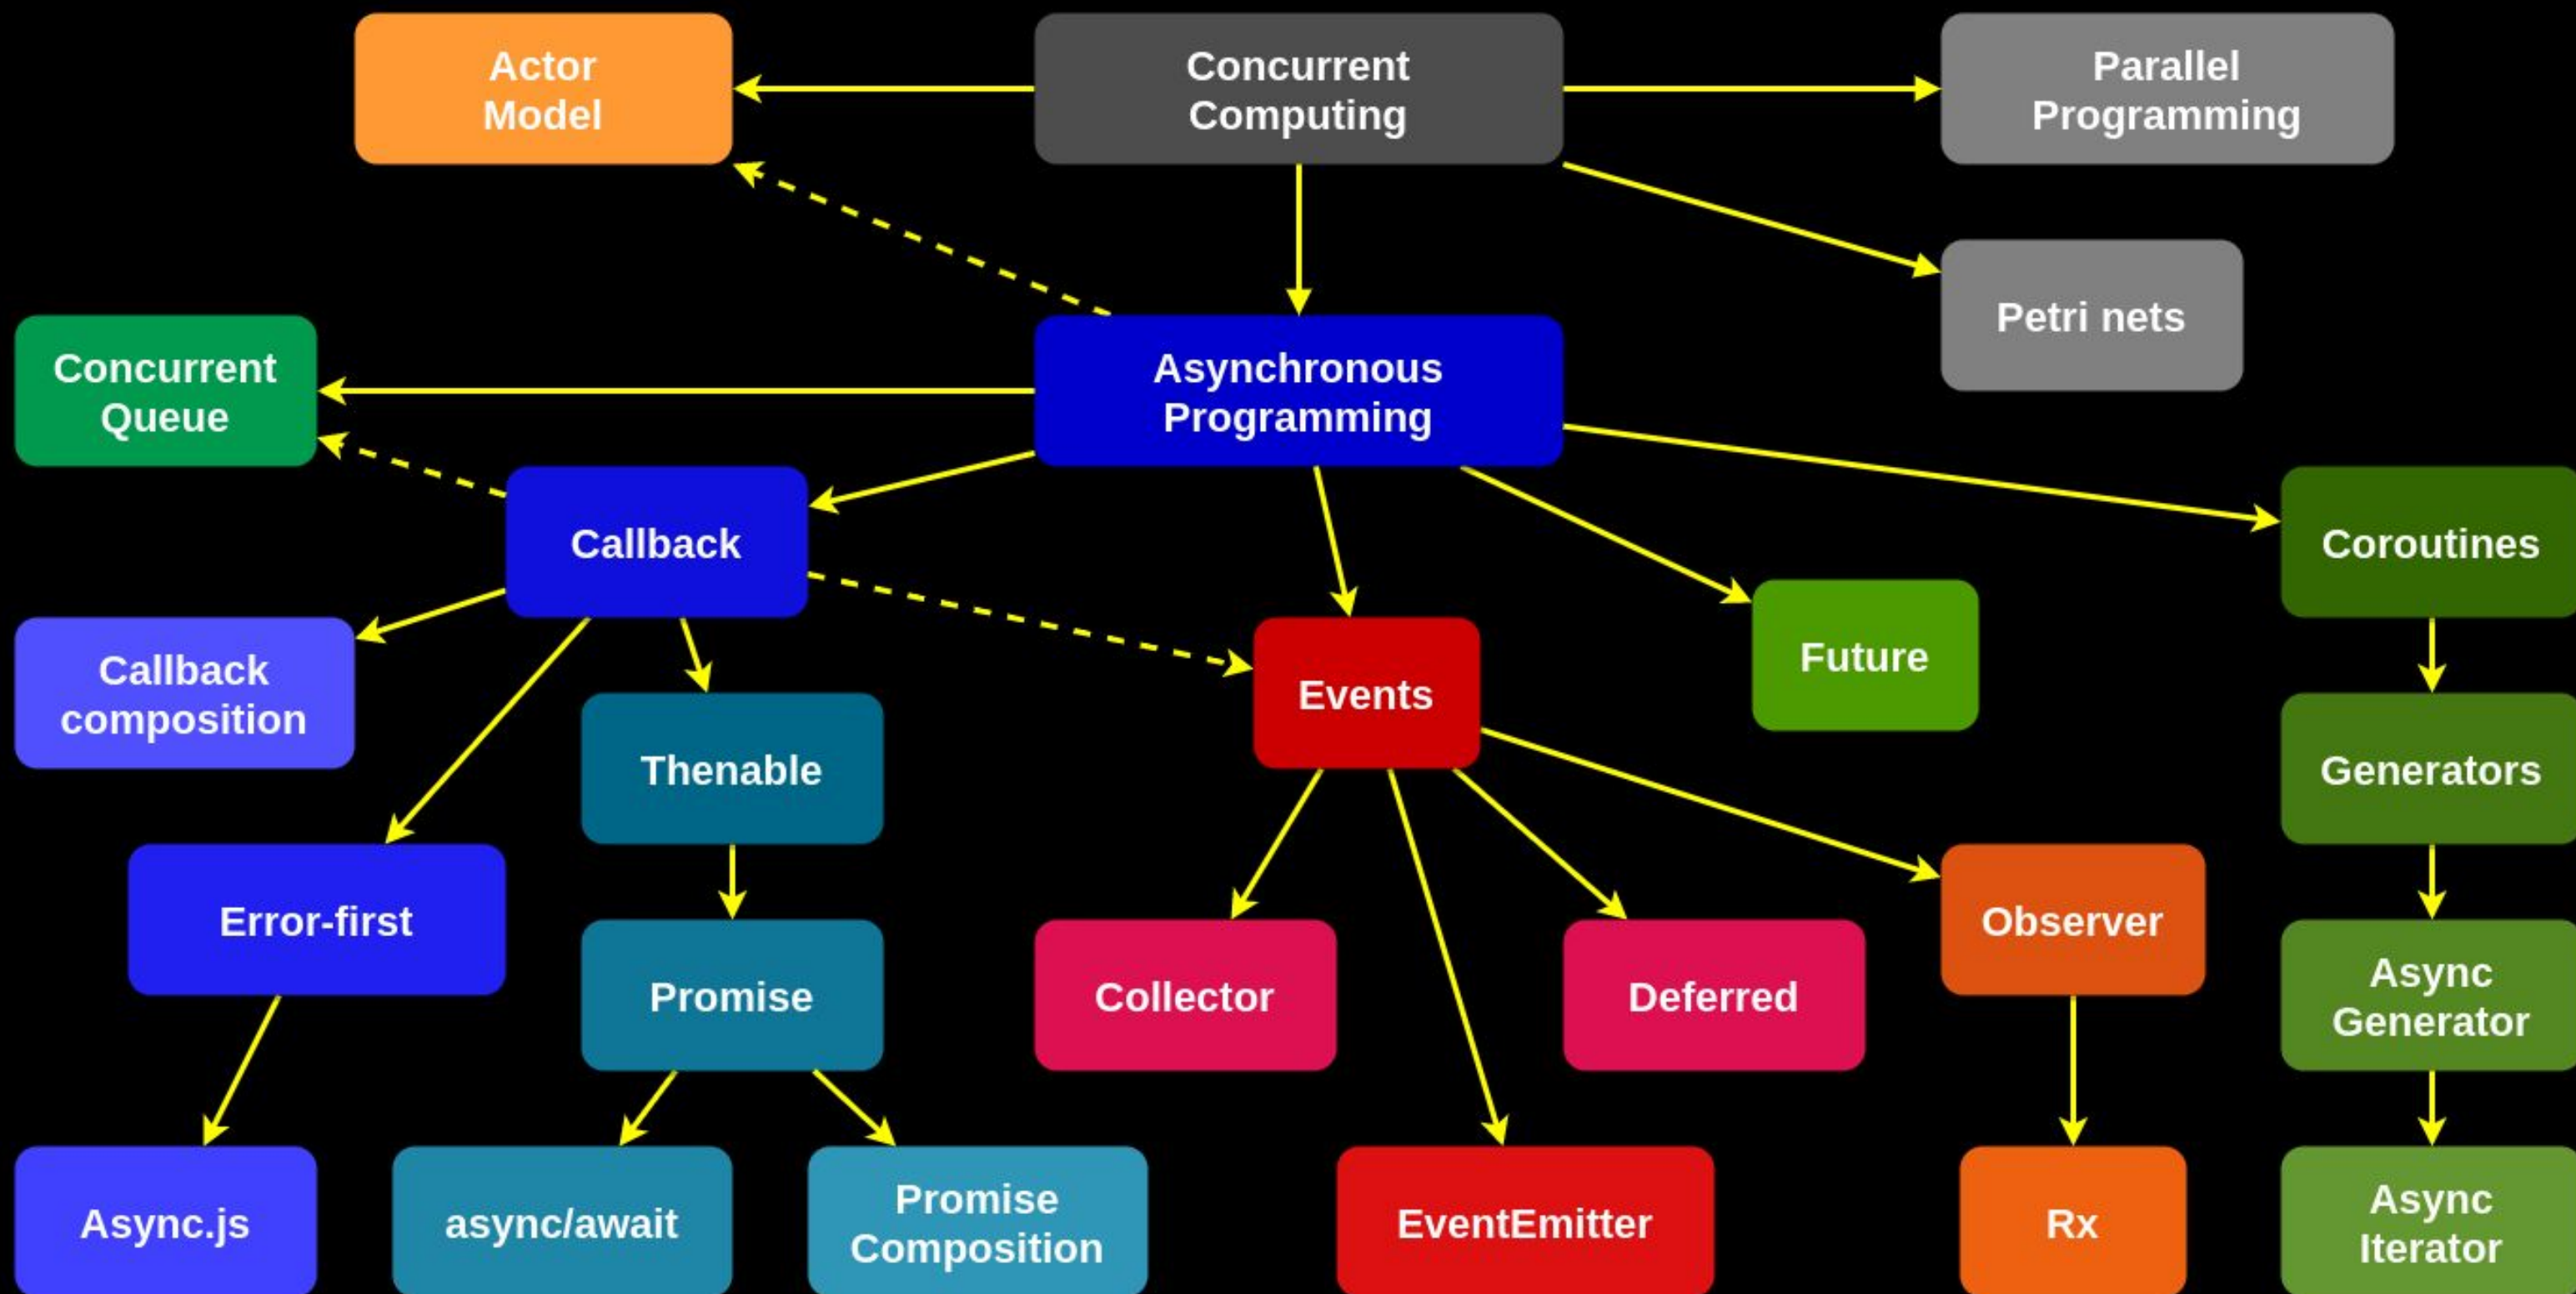 Actor
Model
Concurrent
Computing
Parallel
Programming
Petri nets
Concurrent
Queue
Asynchronous
Programming
Callback
Coroutines
Callback
composition
Thenable
Events
Future
Generators
Error-first
Promise
Collector
Deferred
Observer
Async
Generator
Async.js
async/await
Promise
Composition
EventEmitter
Rx
Async
Iterator